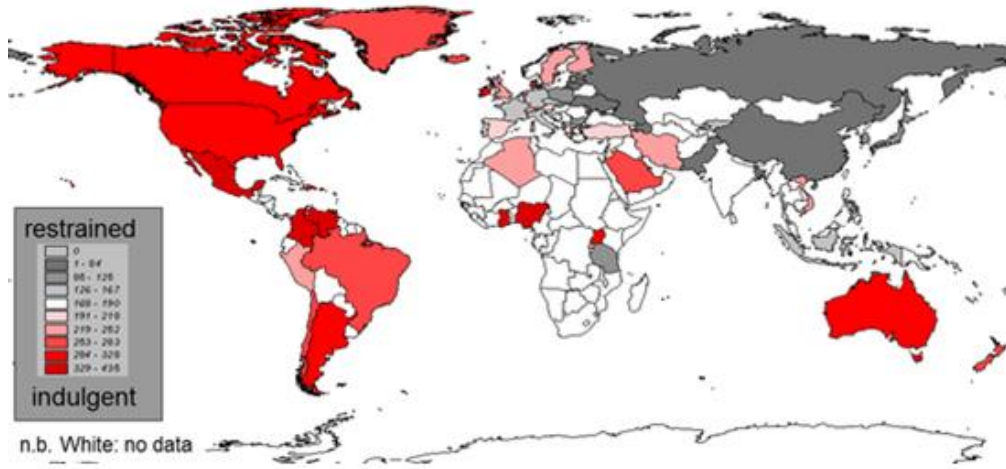 restrained
0
1 - 84
85 - 125
126 - 167
168 - 190
191 - 218
219 - 252
253 - 283
284 - 328
329 - 435
indulgent
n.b. White: no data